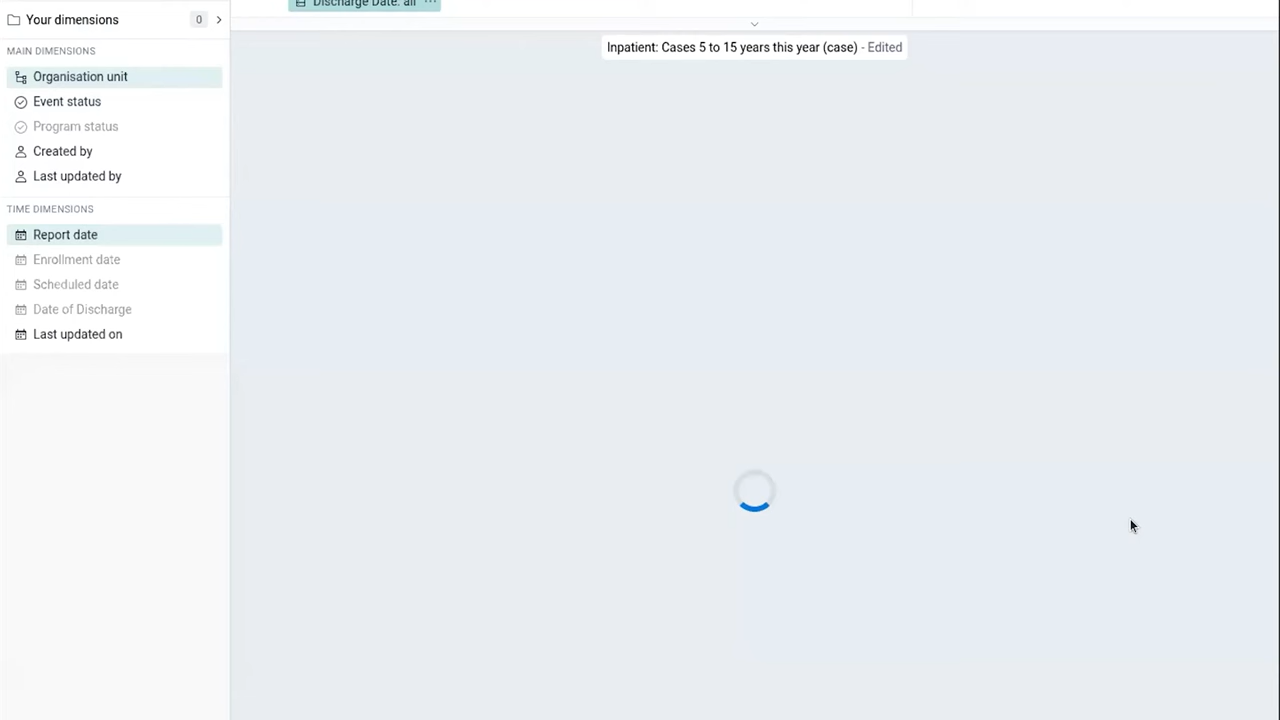 Discharge Date: all ...
Your dimensions 0
MAIN DIMENSIONS
Organisation unit
Event status
Program status
Created by
Last updated by
TIME DIMENSIONS
Report date
Enrollment date
Scheduled date
Date of Discharge
Last updated on
Inpatient: Cases 5 to 15 years this year (case) - Edited